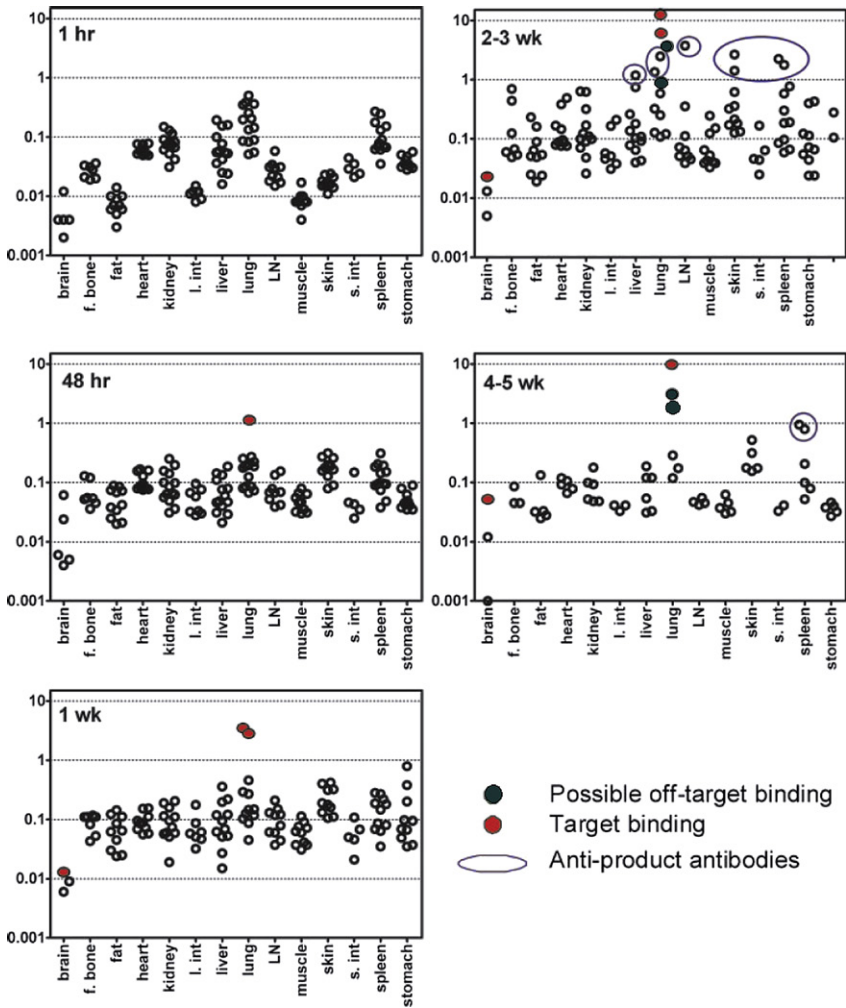 1 hr
10
1
0.1
0.01
0.001
brain
f. bone
fat
heart
kidney
l. int
liver
lung
LN
muscle
skin
s. int
spleen
stomach
2-3 wk
10
1
0.1
0.01
0.001
brain
f. bone
fat
heart
kidney
l. int
liver
lung
LN
muscle
skin
s. int
spleen
stomach
48 hr
10
1
0.1
0.01
0.001
brain
f. bone
fat
heart
kidney
l. int
liver
lung
LN
muscle
skin
s. int
spleen
stomach
4-5 wk
10
1
0.1
0.01
0.001
brain
f. bone
fat
heart
kidney
l. int
liver
lung
LN
muscle
skin
s. int
spleen
stomach
1 wk
10
1
0.1
0.01
0.001
brain
f. bone
fat
heart
kidney
l. int
liver
lung
LN
muscle
skin
s. int
spleen
stomach
Possible off-target binding
Target binding
Anti-product antibodies